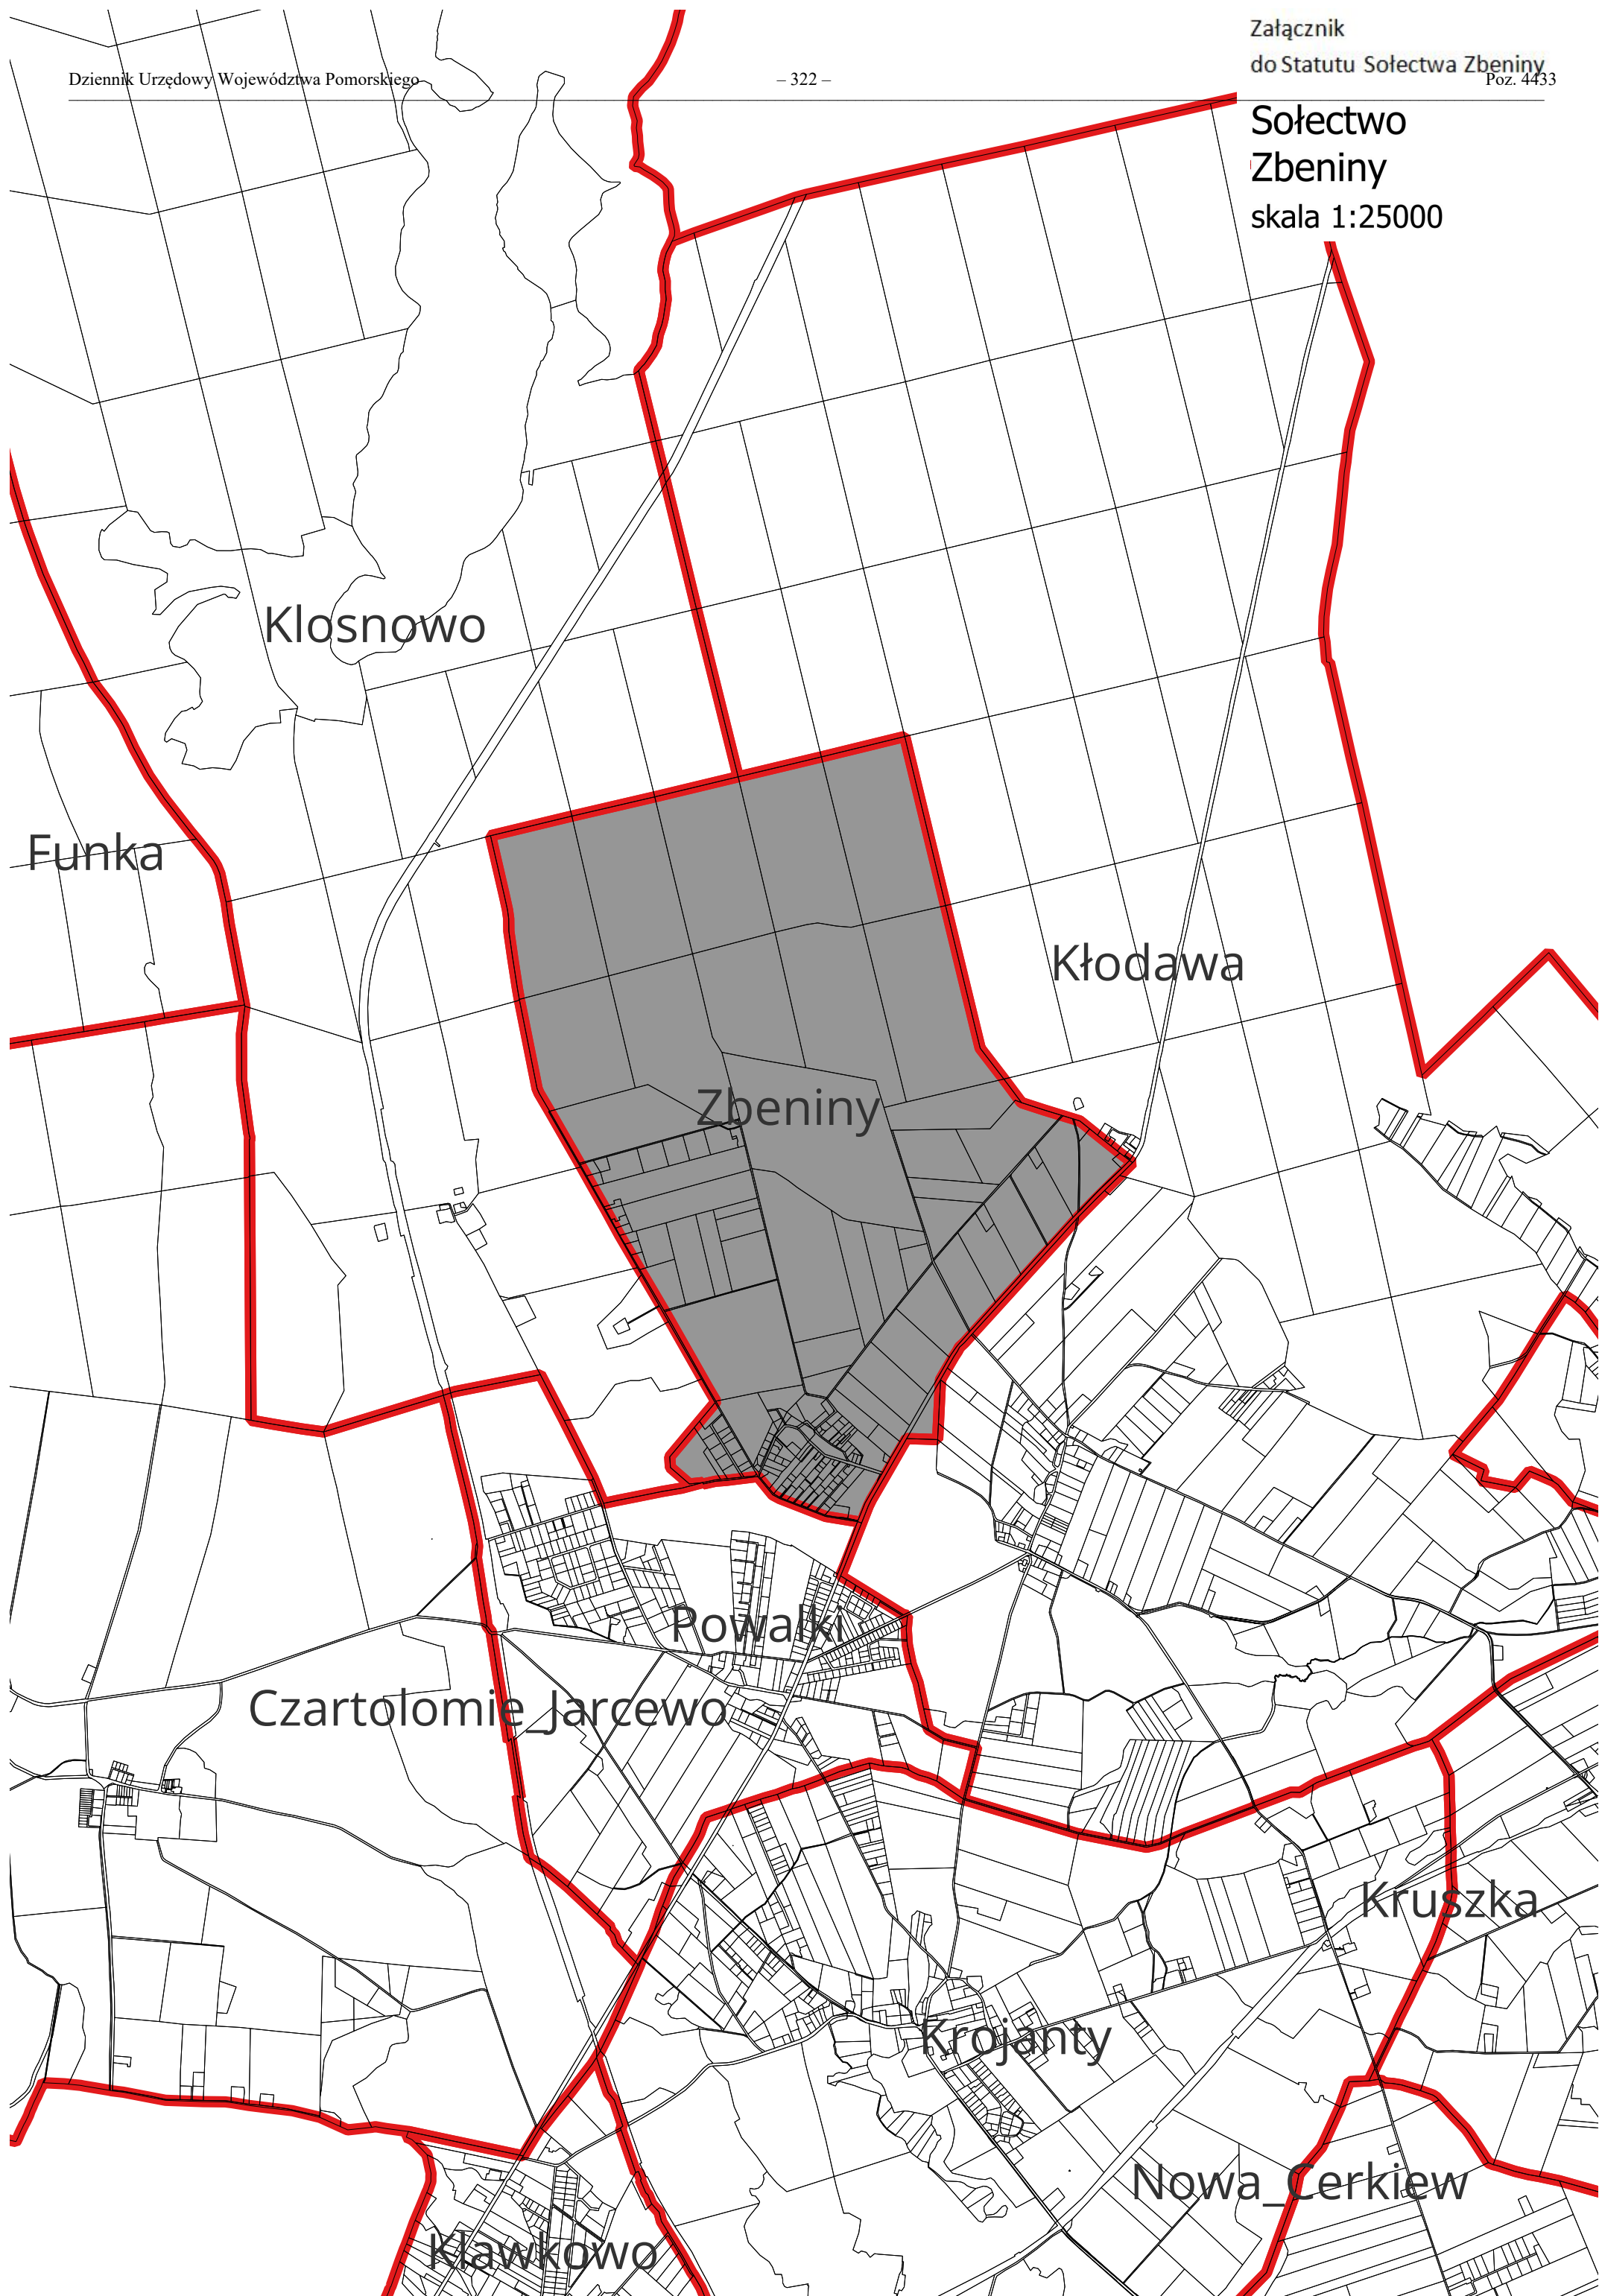 Załącznik
do Statutu Sołectwa Zbeniny
Dziennik Urzędowy Województwa Pomorskiego
– 322 –
Poz. 4433
Sołectwo
Zbeniny
skala 1:25000
Klosnowo
Funka
Kłodawa
Zbeniny
Powalki
Czartolomie_Jarcewo
Kruszka
Krojanty
Nowa_Cerkiew
Klawkowo